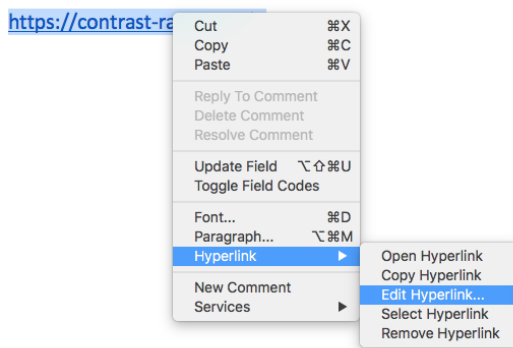 https://contrast-ra
Cut ⌘X
Copy ⌘C
Paste ⌘V
Reply To Comment
Delete Comment
Resolve Comment
Update Field ⌥⇧⌘U
Toggle Field Codes
Font... ⌘D
Paragraph... ⌥⌘M
Hyperlink ▶
New Comment
Services ▶
Open Hyperlink
Copy Hyperlink
Edit Hyperlink...
Select Hyperlink
Remove Hyperlink